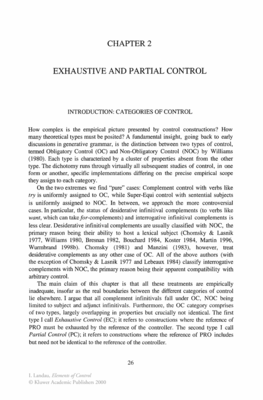 CHAPTER 2
EXHAUSTIVE AND PARTIAL CONTROL
INTRODUCTION: CATEGORIES OF CONTROL
How complex is the empirical picture presented by control constructions? How
many theoretical types must be posited? A fundamental insight, going back to early
discussions in generative grammar, is the distinction between two types of control,
termed Obligatory Control (OC) and Non-Obligatory Control (NOC) by Williams
(1980). Each type is characterized by a cluster of properties absent from the other
type. The dichotomy runs through virtually all subsequent studies of control, in one
form or another, specific implementations differing on the precise empirical scope
they assign to each category.
On the two extremes we find "pure" cases: Complement control with verbs like
try is uniformly assigned to OC, while Super-Equi control with sentential subjects
is uniformly assigned to NOC. In between, we approach the more controversial
cases. In particular, the status of desiderative infinitival complements (to verbs like
want, which can take for-complements) and interrogative infinitival complements is
less clear. Desiderative infinitival complements are usually classified with NOC, the
primary reason being their ability to host a lexical subject (Chomsky & Lasnik
1977, Williams 1980, Bresnan 1982, Bouchard 1984, Koster 1984, Martin 1996,
Wurmbrand 1998b). Chomsky (1981) and Manzini (1983), however, treat
desiderative complements as any other case of OC. All of the above authors (with
the exception of Chomsky & Lasnik 1977 and Lebeaux 1984) classify interrogative
complements with NOC, the primary reason being their apparent compatibility with
arbitrary control.
The main claim of this chapter is that all these treatments are empirically
inadequate, insofar as the real boundaries between the different categories of control
lie elsewhere. I argue that all complement infinitivals fall under OC, NOC being
limited to subject and adjunct infinitivals. Furthermore, the OC category comprises
of two types, largely overlapping in properties but crucially not identical. The first
type I call Exhaustive Control (EC); it refers to constructions where the reference of
PRO must be exhausted by the reference of the controller. The second type I call
Partial Control (PC); it refers to constructions where the reference of PRO includes
but need not be identical to the reference of the controller.
26
I. Landau, Elements of Control
© Kluwer Academic Publishers 2000